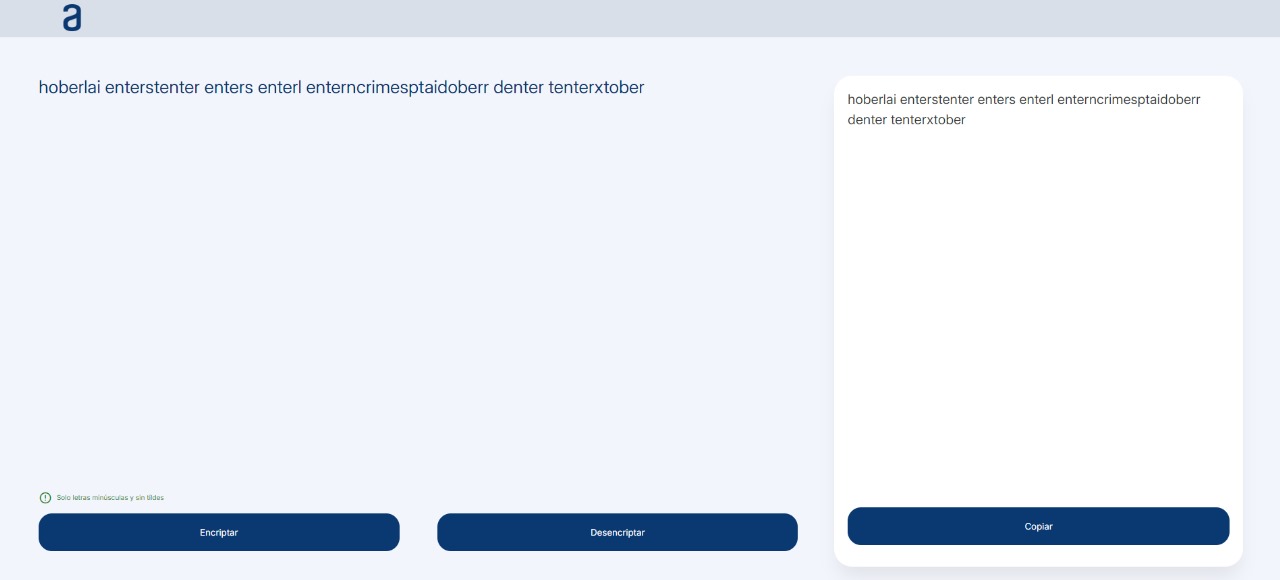 a
hoberlai enterstenter enters enterl enterncrimesptaidoberr denter tenterxtober
hoberlai enterstenter enters enterl enterncrimesptaidoberr
denter tenterxtober
Solo letras minúsculas y sin tildes
Encriptar
Desencriptar
Copiar